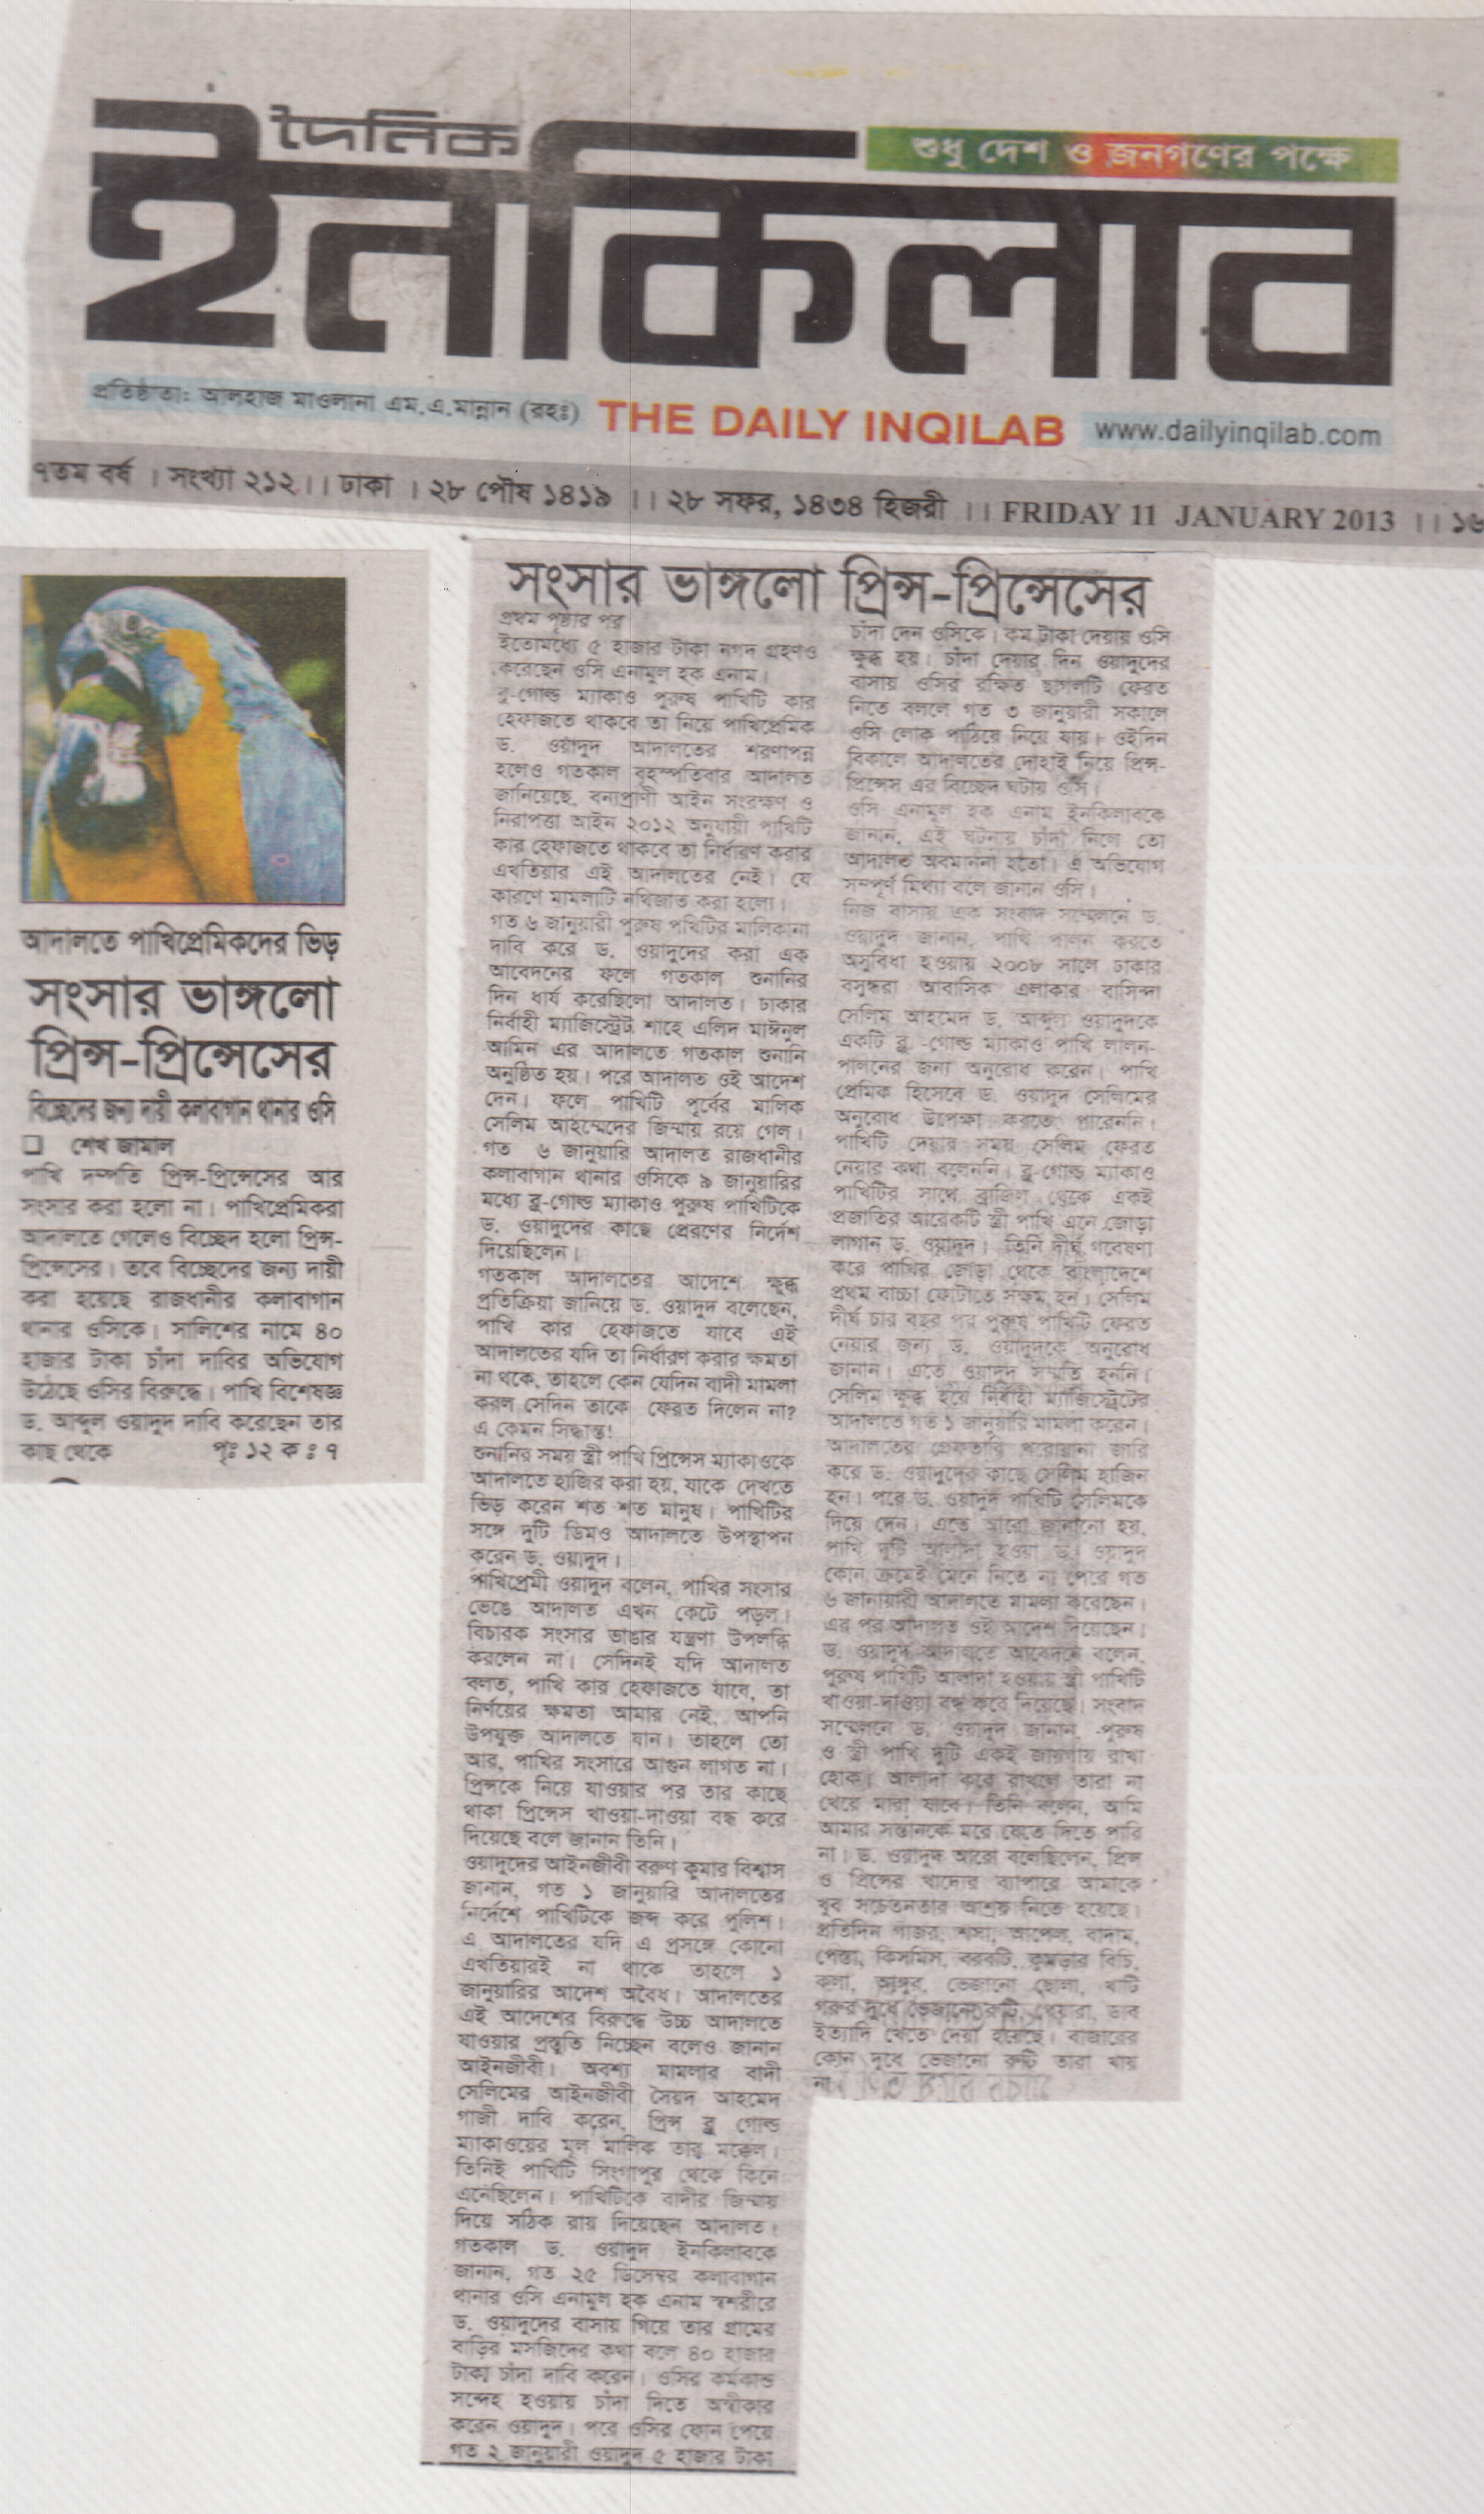 দৈনিক
ইনকিলাব
শুধু দেশ ও জনগণের পক্ষে
প্রতিষ্ঠাতা: আলহাজ মাওলানা এম.এ.মান্নান (রহঃ)
THE DAILY INQILAB
www.dailyinqilab.com
৭তম বর্ষ । সংখ্যা ২১২ ।। ঢাকা । ২৮ পৌষ ১৪১৯ ।। ২৮ সফর, ১৪৩৪ হিজরী ।। FRIDAY 11 JANUARY 2013 ।। ১৬
আদালতে পাখিপ্রেমিকদের ভিড়
সংসার ভাঙ্গলো
প্রিন্স-প্রিন্সেসের
বিচ্ছেদের জন্য দায়ী কলাবাগান থানার ওসি
❑ শেখ জামাল
পাখি দম্পতি প্রিন্স-প্রিন্সেসের আর
সংসার করা হলো না। পাখিপ্রেমিকরা
আদালতে গেলেও বিচ্ছেদ হলো প্রিন্স-
প্রিন্সেসের। তবে বিচ্ছেদের জন্য দায়ী
করা হয়েছে রাজধানীর কলাবাগান
থানার ওসিকে। সালিশের নামে ৪০
হাজার টাকা চাঁদা দাবির অভিযোগ
উঠেছে ওসির বিরুদ্ধে। পাখি বিশেষজ্ঞ
ড. আব্দুল ওয়াদুদ দাবি করেছেন তার
কাছ থেকে পৃঃ ১২ ক ঃ ৭
সংসার ভাঙ্গলো প্রিন্স-প্রিন্সেসের
প্রথম পৃষ্ঠার পর
ইতোমধ্যে ৫ হাজার টাকা নগদ গ্রহণও
করেছেন ওসি এনামুল হক এনাম।
ব্লু-গোল্ড ম্যাকাও পুরুষ পাখিটি কার
হেফাজতে থাকবে তা নিয়ে পাখিপ্রেমিক
ড. ওয়াদুদ আদালতের শরণাপন্ন
হলেও গতকাল বৃহস্পতিবার আদালত
জানিয়েছে, বন্যপ্রাণী আইন সংরক্ষণ ও
নিরাপত্তা আইন ২০১২ অনুযায়ী পাখিটি
কার হেফাজতে থাকবে তা নির্ধারণ করার
এখতিয়ার এই আদালতের নেই। যে
কারণে মামলাটি নথিজাত করা হলো।
গত ৬ জানুয়ারী পুরুষ পখিটির মালিকানা
দাবি করে ড. ওয়াদুদের করা এক
আবেদনের ফলে গতকাল শুনানির
দিন ধার্য করেছিলো আদালত। ঢাকার
নির্বাহী ম্যাজিস্ট্রেট শাহে এলিদ মাঈনুল
আমিন এর আদালতে গতকাল শুনানি
অনুষ্ঠিত হয়। পরে আদালত ওই আদেশ
দেন। ফলে পাখিটি পূর্বের মালিক
সেলিম আহম্মেদের জিম্মায় রয়ে গেল।
গত ৬ জানুয়ারি আদালত রাজধানীর
কলাবাগান থানার ওসিকে ৯ জানুয়ারির
মধ্যে ব্লু-গোল্ড ম্যাকাও পুরুষ পাখিটিকে
ড. ওয়াদুদের কাছে প্রেরণের নির্দেশ
দিয়েছিলেন।
গতকাল আদালতের আদেশে ক্ষুব্ধ
প্রতিক্রিয়া জানিয়ে ড. ওয়াদুদ বলেছেন,
পাখি কার হেফাজতে যাবে এই
আদালতের যদি তা নির্ধারণ করার ক্ষমতা
না থকে, তাহলে কেন যেদিন বাদী মামলা
করল সেদিন তাকে ফেরত দিলেন না?
এ কেমন সিদ্ধান্ত!
শুনানির সময় স্ত্রী পাখি প্রিন্সেস ম্যাকাওকে
আদালতে হাজির করা হয়, যাকে দেখতে
ভিড় করেন শত শত মানুষ। পাখিটির
সঙ্গে দুটি ডিমও আদালতে উপস্থাপন
করেন ড. ওয়াদুদ।
পাখিপ্রেমী ওয়াদুদ বলেন, পাখির সংসার
ভেঙে আদালত এখন কেটে পড়ল।
বিচারক সংসার ভাঙার যন্ত্রণা উপলব্ধি
করলেন না। সেদিনই যদি আদালত
বলত, পাখি কার হেফাজতে যাবে, তা
নির্ণয়ের ক্ষমতা আমার নেই, আপনি
উপযুক্ত আদালতে যান। তাহলে তো
আর, পাখির সংসারে আগুন লাগত না।
প্রিন্সকে নিয়ে যাওয়ার পর তার কাছে
থাকা প্রিন্সেস খাওয়া-দাওয়া বন্ধ করে
দিয়েছে বলে জানান তিনি।
ওয়াদুদের আইনজীবী বরুণ কুমার বিশ্বাস
জানান, গত ১ জানুয়ারি আদালতের
নির্দেশে পাখিটিকে জব্দ করে পুলিশ।
এ আদালতের যদি এ প্রসঙ্গে কোনো
এখতিয়ারই না থাকে তাহলে ১
জানুয়ারির আদেশ অবৈধ। আদালতের
এই আদেশের বিরুদ্ধে উচ্চ আদালতে
যাওয়ার প্রস্তুতি নিচ্ছেন বলেও জানান
আইনজীবী। অবশ্য মামলার বাদী
সেলিমের আইনজীবী সৈয়দ আহমেদ
গাজী দাবি করেন, প্রিন্স ব্লু গোল্ড
ম্যাকাওয়ের মূল মালিক তার মক্কেল।
তিনিই পাখিটি সিংগাপুর থেকে কিনে
এনেছিলেন। পাখিটিকে বাদীর জিম্মায়
দিয়ে সঠিক রায় দিয়েছেন আদালত।
গতকাল ড. ওয়াদুদ ইনকিলাবকে
জানান, গত ২৫ ডিসেম্বর কলাবাগান
থানার ওসি এনামুল হক এনাম স্বশরীরে
ড. ওয়াদুদের বাসায় গিয়ে তার গ্রামের
বাড়ির মসজিদের কথা বলে ৪০ হাজার
টাকা চাঁদা দাবি করেন। ওসির কর্মকান্ড
সন্দেহ হওয়ায় চাঁদা দিতে অস্বীকার
করেন ওয়াদুদ। পরে ওসির ফোন পেয়ে
গত ২ জানুয়ারী ওয়াদুদ ৫ হাজার টাকা
চাঁদা দেন ওসিকে। কম টাকা দেয়ায় ওসি
ক্ষুব্ধ হয়। চাঁদা দেয়ার দিন ওয়াদুদের
বাসায় ওসির রক্ষিত ছাগলটি ফেরত
নিতে বললে গত ৩ জানুয়ারী সকালে
ওসি লোক পাঠিয়ে নিয়ে যায়। ওইদিন
বিকালে আদালতের দোহাই নিয়ে প্রিন্স-
প্রিন্সেস এর বিচ্ছেদ ঘটায় ওসি।
ওসি এনামুল হক এনাম ইনকিলাবকে
জানান, এই ঘটনায় চাঁদা নিলে তো
আদালত অবমাননা হতো। এ অভিযোগ
সম্পূর্ণ মিথ্যা বলে জানান ওসি।
নিজ বাসায় এক সংবাদ সম্মেলনে ড.
ওয়াদুদ জানান, পাখি পালন করতে
অসুবিধা হওয়ায় ২০০৮ সালে ঢাকার
বসুন্ধরা আবাসিক এলাকার বাসিন্দা
সেলিম আহমেদ ড. আব্দুল ওয়াদুদকে
একটি ব্লু -গোল্ড ম্যাকাও পাখি লালন-
পালনের জন্য অনুরোধ করেন। পাখি
প্রেমিক হিসেবে ড. ওয়াদুদ সেলিমের
অনুরোধ উপেক্ষা করতে পারেননি।
পাখিটি দেয়ার সময় সেলিম ফেরত
নেয়ার কথা বলেননি। ব্লু-গোল্ড ম্যাকাও
পাখিটির সাথে ব্রাজিল থেকে একই
প্রজাতির আরেকটি স্ত্রী পাখি এনে জোড়া
লাগান ড. ওয়াদুদ। তিনি দীর্ঘ গবেষণা
করে পাখির জোড়া থেকে বাংলাদেশে
প্রথম বাচ্চা ফোটাতে সক্ষম হন। সেলিম
দীর্ঘ চার বছর পর পুরুষ পাখিটি ফেরত
নেয়ার জন্য ড. ওয়াদুদকে অনুরোধ
জানান। এতে ওয়াদুদ সম্মতি হননি।
সেলিম ক্ষুব্ধ হয়ে নির্বাহী ম্যাজিস্ট্রেটের
আদালতে গত ১ জানুয়ারি মামলা করেন।
আদালতের গ্রেফতারি পরোয়ানা জারি
করে ড. ওয়াদুদের কাছে সেলিম হাজিন
হন। পরে ড. ওয়াদুদ পাখিটি সেলিমকে
দিয়ে দেন। এতে আরো জানানো হয়,
পাখি দুটি আলাদা হওয়া ড. ওয়াদুদ
কোন ক্রমেই মেনে নিতে না পেরে গত
৬ জানায়ারী আদালতে মামলা করেছেন।
এর পর আদালত ওই আদেশ দিয়েছেন।
ড. ওয়াদুদ আদালতে আবেদনে বলেন,
পুরুষ পাখিটি আলাদা হওয়ায় স্ত্রী পাখিটি
খাওয়া-দাওয়া বন্ধ করে দিয়েছে। সংবাদ
সম্মেলনে ড. ওয়াদুদ জানান, পুরুষ
ও স্ত্রী পাখি দুটি একই জায়গায় রাখা
হোক। আলাদা করে রাখলে তারা না
খেয়ে মারা যাবে। তিনি বলেন, আমি
আমার সন্তানকে মরে যেতে দিতে পারি
না। ড. ওয়াদুদ আরো বলেছিলেন, প্রিন্স
ও প্রিন্সের খাদ্যের ব্যাপারে আমাকে
খুব সচেতনতার আশ্রয় নিতে হয়েছে।
প্রতিদিন গাজর, শসা, আপেল, বাদাম,
পেস্তা, কিসমিস, বরবটি, কুমড়ার বিচি,
কলা, আঙ্গুর, ভেজানো ছোলা, খাটি
গরুর দুধে ভেজানো রুটি, পেয়ারা, ডাব
ইত্যাদি খেতে দেয়া হয়েছে। বাজারের
কোন দুধে ভেজানো রুটি তারা খায়
না।